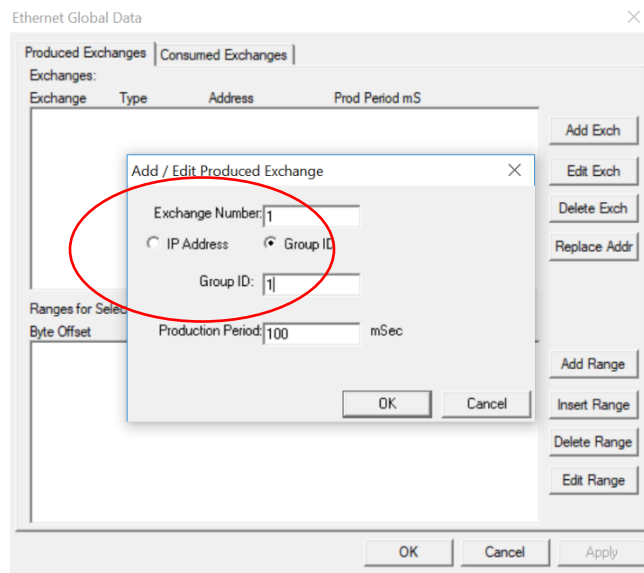 Ethernet Global Data
Produced Exchanges Consumed Exchanges
Exchanges:
Exchange Type Address Prod Period mS
Add Exch
Add / Edit Produced Exchange
Edit Exch
Exchange Number: 1
Delete Exch
IP Address Group ID
Replace Addr
Group ID: 1
Ranges for Selec
Byte Offset
Production Period: 100 mSec
Add Range
OK Cancel
Insert Range
Delete Range
Edit Range
OK Cancel Apply